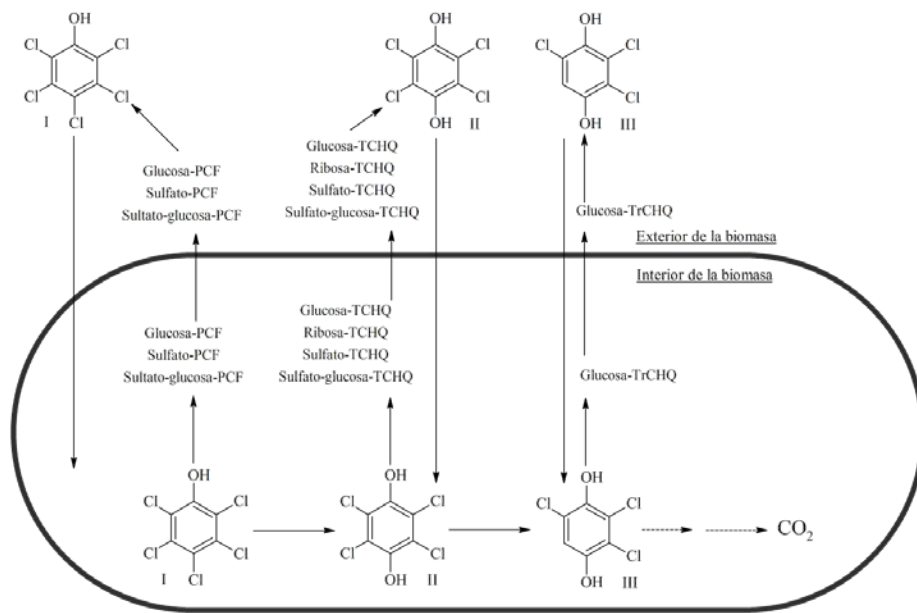 OH
Cl
Cl
Cl
Cl
Cl
I
OH
Cl
Cl
Cl
Cl
OH
II
OH
Cl
Cl
Cl
OH
III
Glucosa-PCF
Sulfato-PCF
Sultato-glucosa-PCF
Glucosa-TCHQ
Ribosa-TCHQ
Sulfato-TCHQ
Sulfato-glucosa-TCHQ
Glucosa-TrCHQ
Exterior de la biomasa
Interior de la biomasa
Glucosa-PCF
Sulfato-PCF
Sultato-glucosa-PCF
Glucosa-TCHQ
Ribosa-TCHQ
Sulfato-TCHQ
Sulfato-glucosa-TCHQ
Glucosa-TrCHQ
OH
Cl
Cl
Cl
Cl
Cl
I
OH
Cl
Cl
Cl
Cl
OH
II
OH
Cl
Cl
Cl
OH
III
CO₂